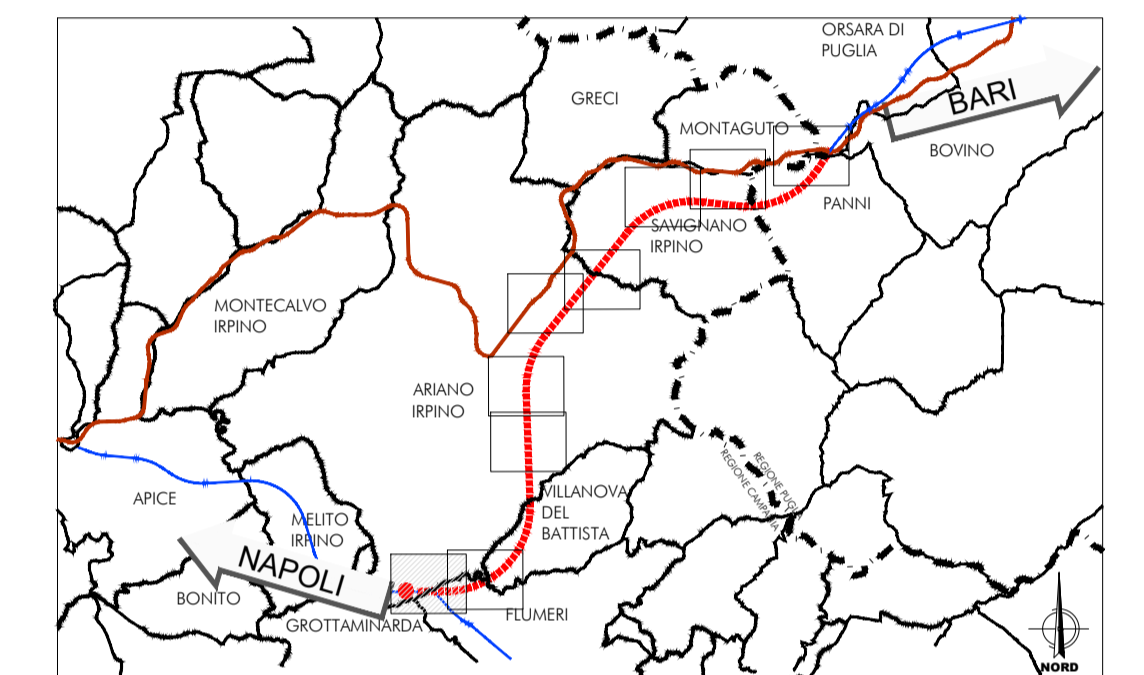 ORSARA DI
PUGLIA
GRECI
BARI
MONTAGUTO
BOVINO
PANNI
SAVIGNANO
IRPINO
MONTECALVO
IRPINO
ARIANO
IRPINO
REGIONE PUGLIA
REGIONE CAMPANIA
APICE
VILLANOVA
DEL
BATTISTA
MELITO
IRPINO
NAPOLI
BONITO
FLUMERI
GROTTAMINARDA
NORD